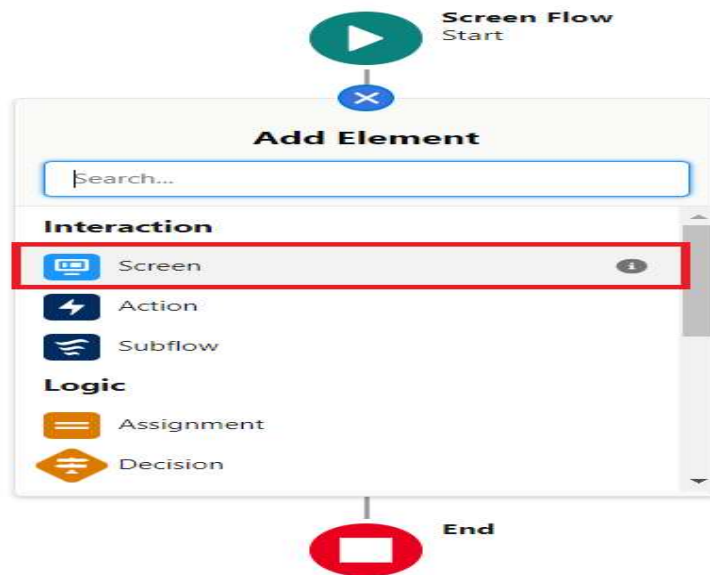 Screen Flow
Start
Add Element
Search...
Interaction
Screen
Action
Subflow
Logic
Assignment
Decision
End